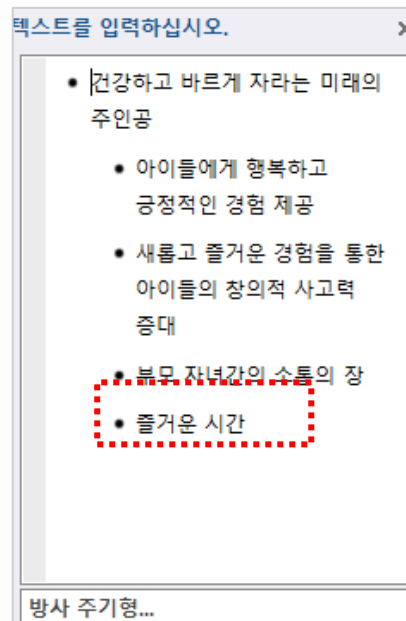 텍스트를 입력하십시오.
건강하고 바르게 자라는 미래의
주인공
아이들에게 행복하고
긍정적인 경험 제공
새롭고 즐거운 경험을 통한
아이들의 창의적 사고력
증대
부모 자녀간의 소통의 장
즐거운 시간
방사 주기형...